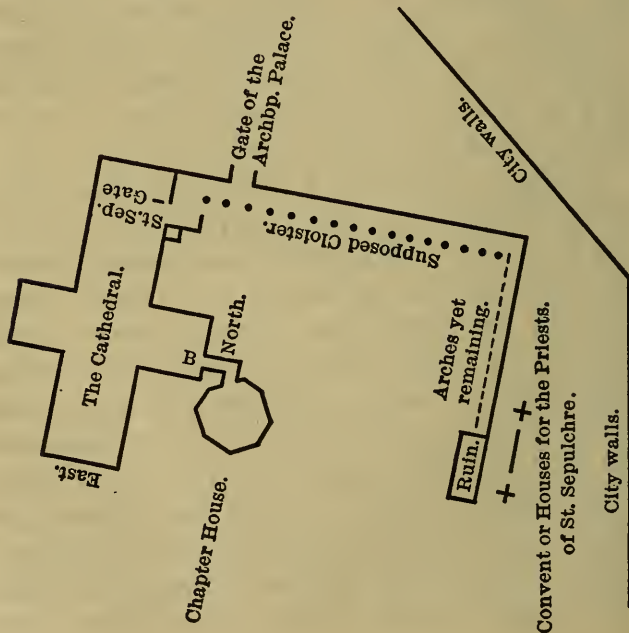 Gate of the
Archbp. Palace.
City walls.
St. Sep.
Gate
Supposed Cloister.
The Cathedral.
East.
B
North.
Chapter House.
Arches yet
remaining.
Ruin.
Convent or Houses for the Priests
of St. Sepulchre.
City walls.